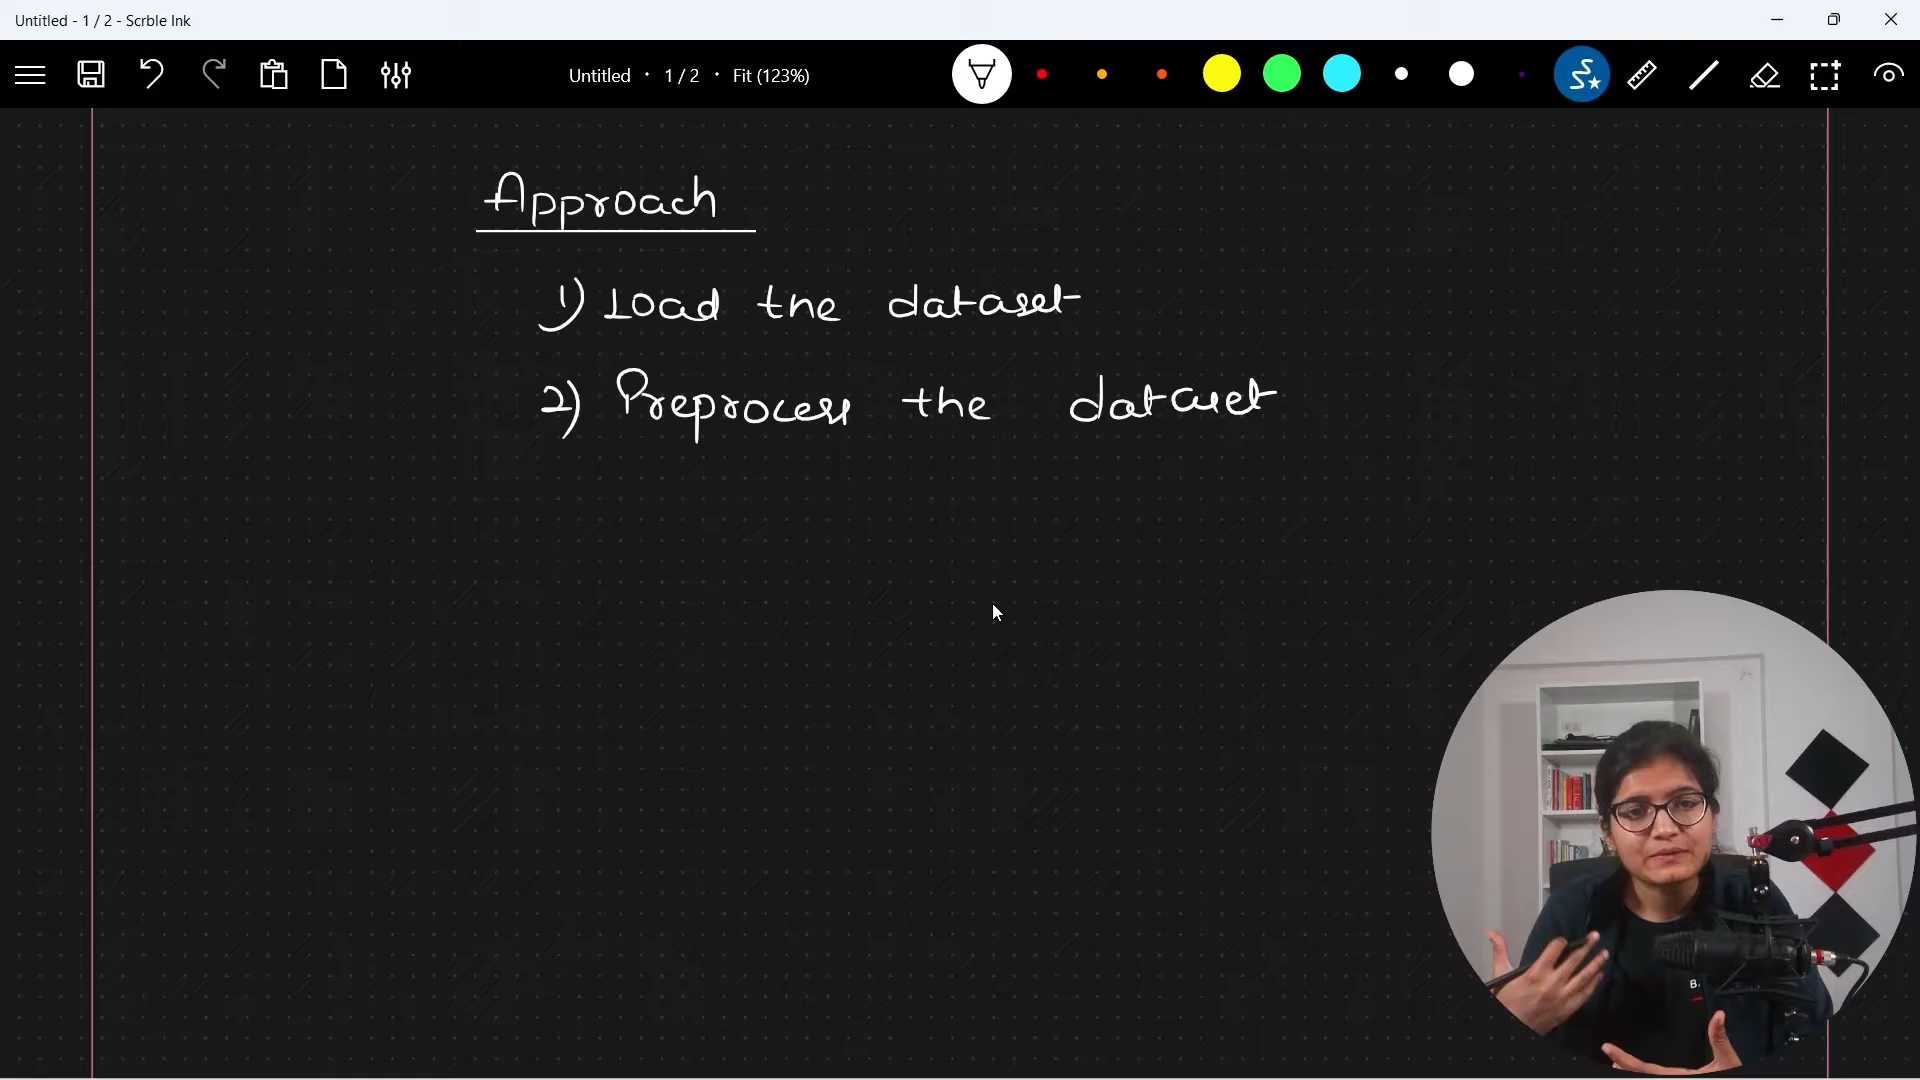 Untitled - 1 / 2 - Scrble Ink
Untitled • 1 / 2 • Fit (123%)
Approach
1) Load the dataset
2) Preprocess the dataset
B.